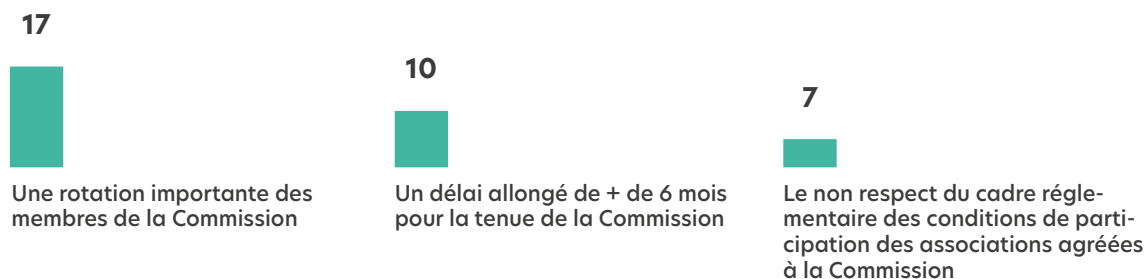 17
Une rotation importante des
membres de la Commission
10
Un délai allongé de + de 6 mois
pour la tenue de la Commission
7
Le non respect du cadre régle-
mentaire des conditions de parti-
cipation des associations agréées
à la Commission